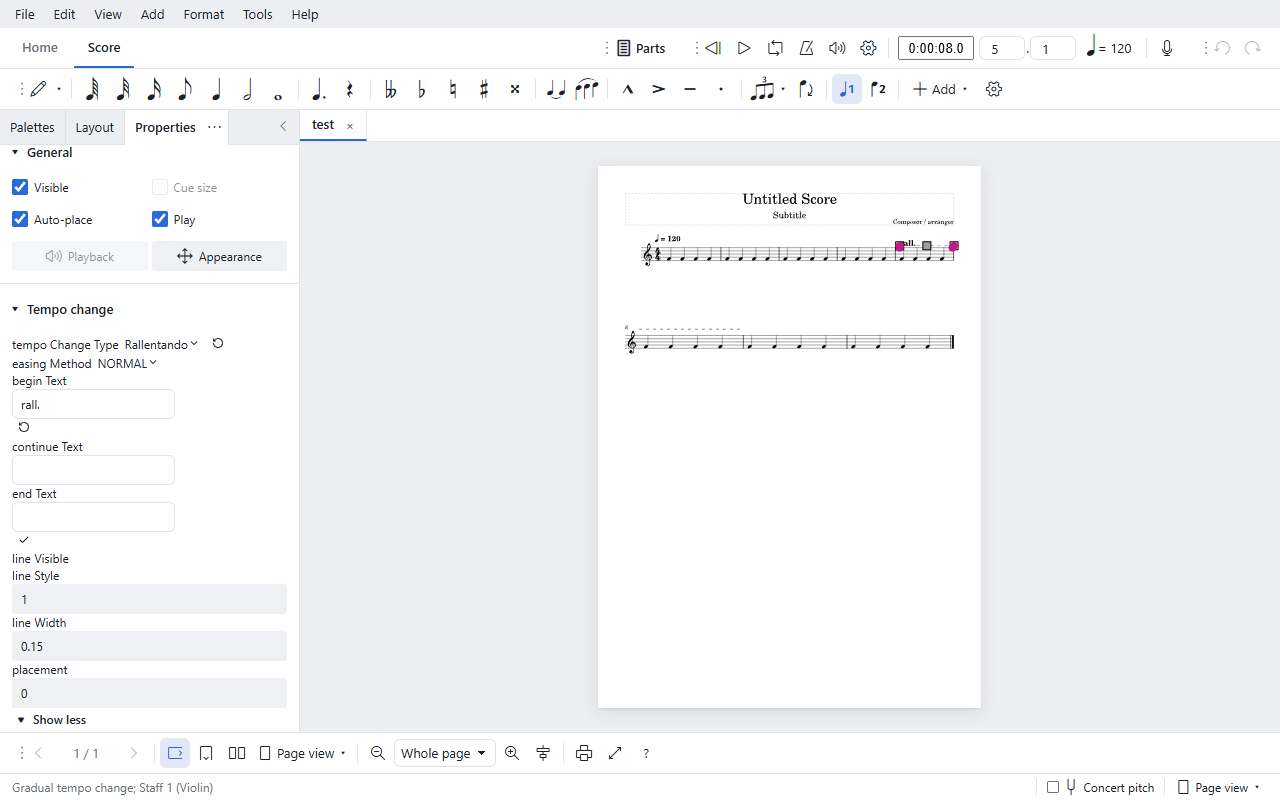 File Edit View Add Format Tools Help
Home Score Parts 0:00:08.0 5 . 1 = 120
3 1 2 Add
Palettes Layout Properties ··· test ×
General
Visible Cue size
Auto-place Play
Playback Appearance
Tempo change
tempo Change Type Rallentando
easing Method NORMAL
begin Text
rall.
continue Text
end Text
line Visible
line Style
1
line Width
0.15
placement
0
Show less
Untitled Score
Subtitle
Composer / arranger
= 120
1 / 1 Page view Whole page ?
Gradual tempo change; Staff 1 (Violin) Concert pitch Page view